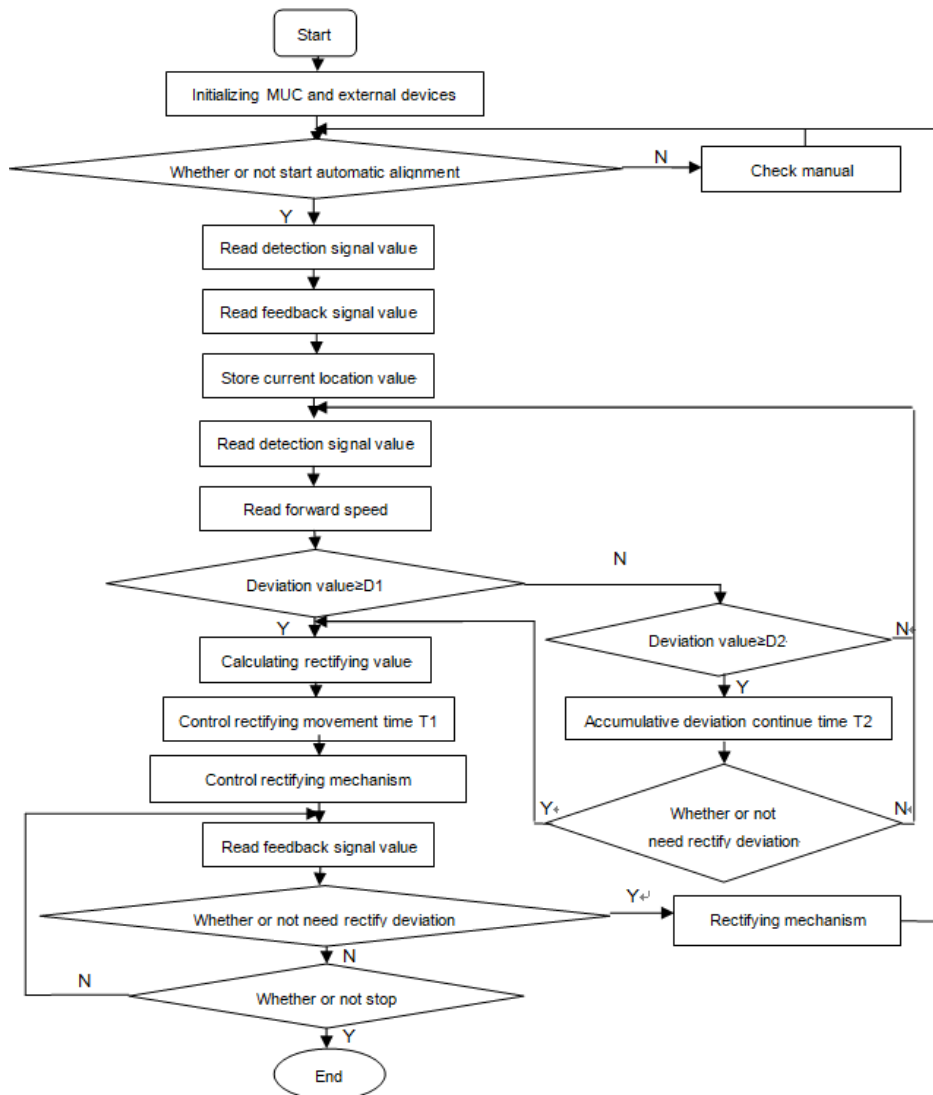 Start
Initializing MUC and external devices
Whether or not start automatic alignment
N
Check manual
Y
Read detection signal value
Read feedback signal value
Store current location value
Read detection signal value
Read forward speed
Deviation value≥D1
N
Y
Deviation value≥D2
N
Calculating rectifying value
Y
Control rectifying movement time T1
Accumulative deviation continue time T2
Control rectifying mechanism
Y
Whether or not
need rectify deviation
N
Read feedback signal value
Whether or not need rectify deviation
Y
Rectifying mechanism
N
N
Whether or not stop
Y
End